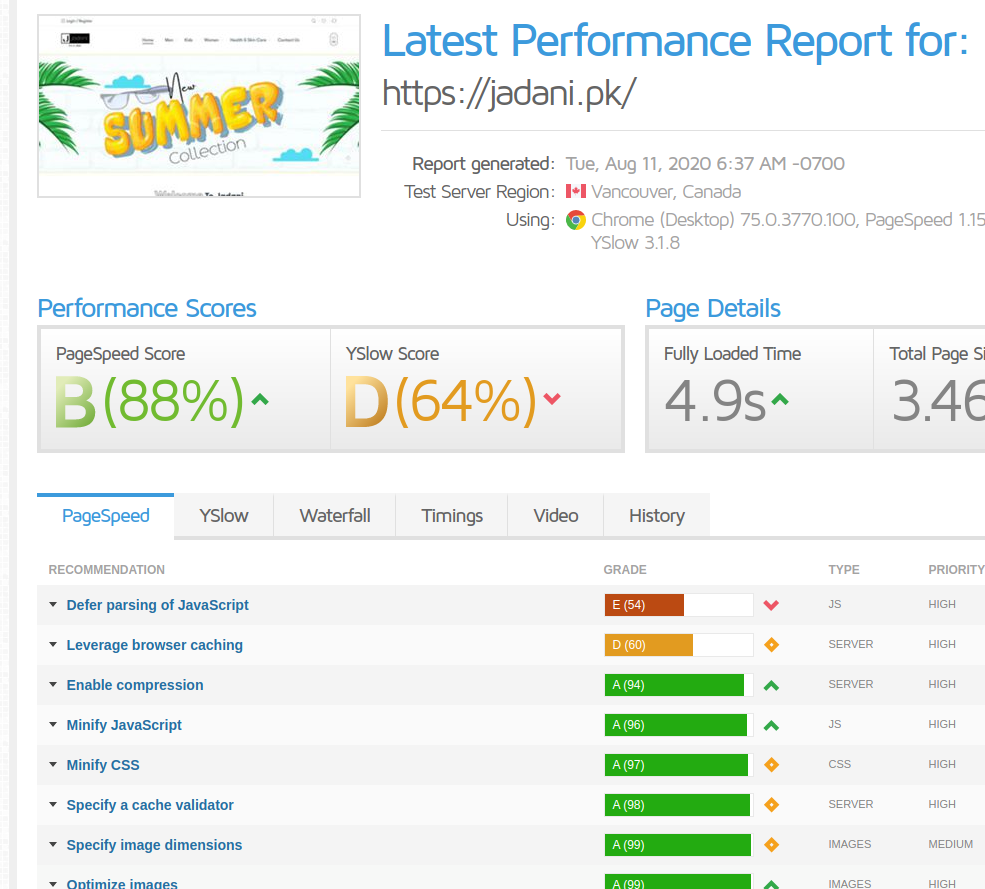 Login / Register
Home Men Kids Women Health & Skin Care Contact Us
New
SUMMER
Collection
Welcome To Jadani
Latest Performance Report for:
https://jadani.pk/
Report generated: Tue, Aug 11, 2020 6:37 AM -0700
Test Server Region: Vancouver, Canada
Using: Chrome (Desktop) 75.0.3770.100, PageSpeed 1.15
YSlow 3.1.8
Performance Scores
Page Details
PageSpeed Score YSlow Score Fully Loaded Time Total Page Si
B (88%) D (64%) 4.9s 3.46
PageSpeed YSlow Waterfall Timings Video History
RECOMMENDATION GRADE TYPE PRIORITY
Defer parsing of JavaScript E (54) JS HIGH
Leverage browser caching D (60) SERVER HIGH
Enable compression A (94) SERVER HIGH
Minify JavaScript A (96) JS HIGH
Minify CSS A (97) CSS HIGH
Specify a cache validator A (98) SERVER HIGH
Specify image dimensions A (99) IMAGES MEDIUM
Optimize images A (99) IMAGES HIGH